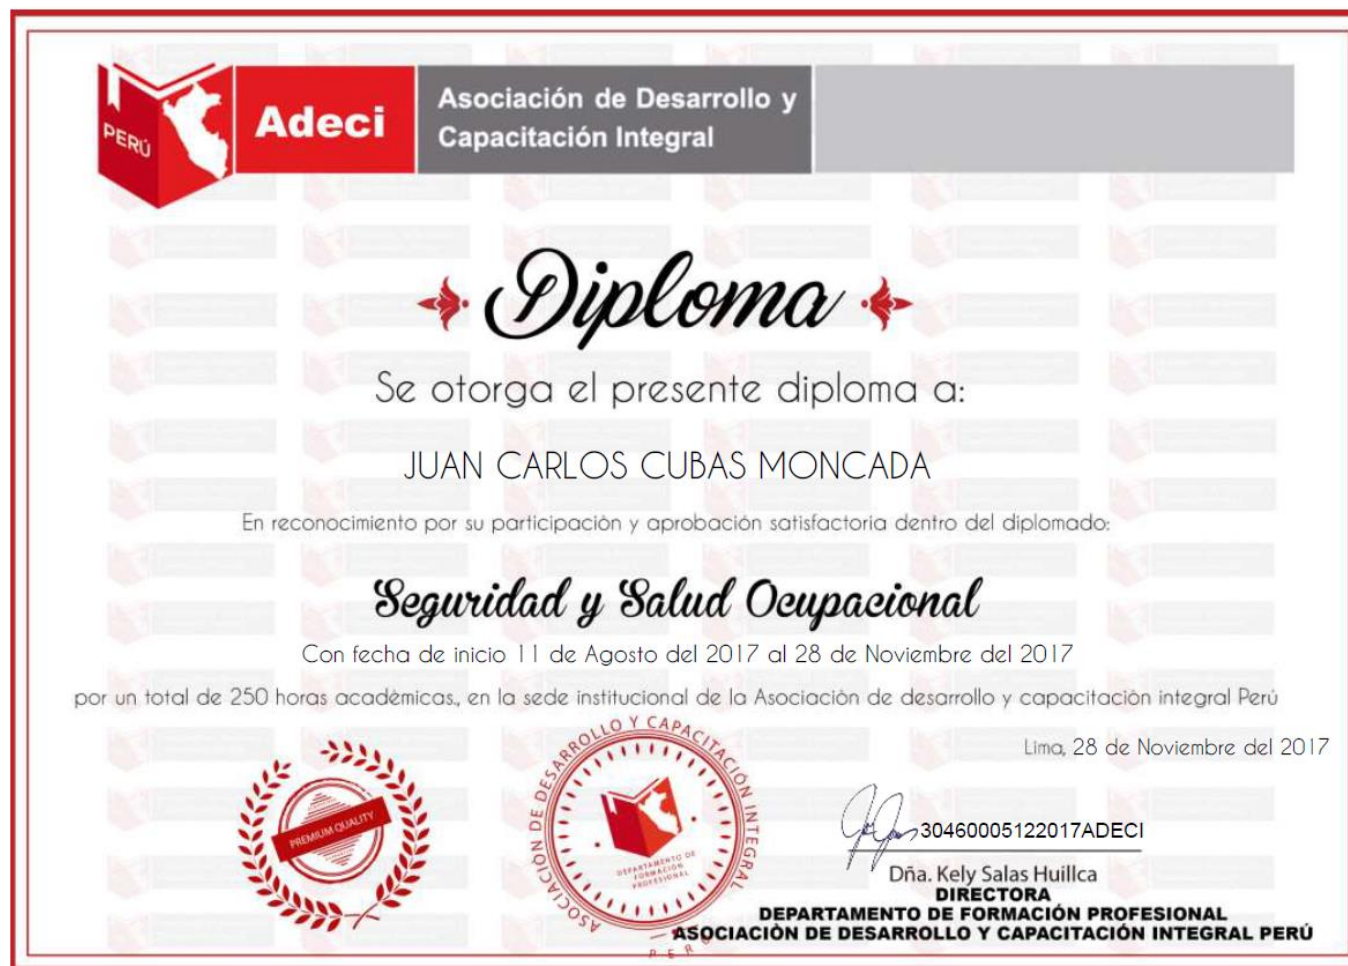 PERÚ
Adeci
Asociación de Desarrollo y
Capacitación Integral
Diploma
Se otorga el presente diploma a:
JUAN CARLOS CUBAS MONCADA
En reconocimiento por su participación y aprobación satisfactoria dentro del diplomado:
Seguridad y Salud Ocupacional
Con fecha de inicio 11 de Agosto del 2017 al 28 de Noviembre del 2017
por un total de 250 horas acadèmicas., en la sede institucional de la Asociaciòn de desarrollo y capacitaciòn integral Perú
Lima, 28 de Noviembre del 2017
PREMIUM QUALITY
ASOCIACIÓN DE DESARROLLO Y CAPACITACIÓN INTEGRAL
DEPARTAMENTO DE
FORMACIÓN
PROFESIONAL
PERÚ
30460005122017ADECI
Dña. Kely Salas Huillca
DIRECTORA
DEPARTAMENTO DE FORMACIÓN PROFESIONAL
ASOCIACIÒN DE DESARROLLO Y CAPACITACIÓN INTEGRAL PERÚ